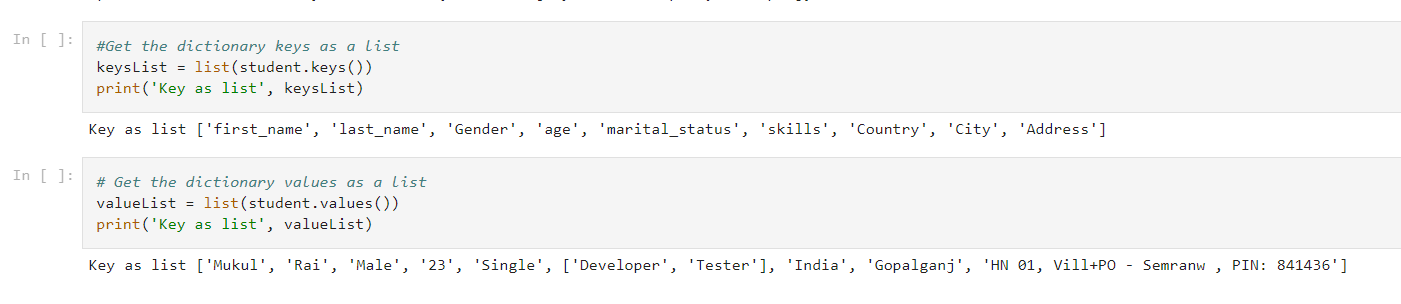 In [ ]:
#Get the dictionary keys as a list
keysList = list(student.keys())
print('Key as list', keysList)
Key as list ['first_name', 'last_name', 'Gender', 'age', 'marital_status', 'skills', 'Country', 'City', 'Address']
In [ ]:
# Get the dictionary values as a list
valueList = list(student.values())
print('Key as list', valueList)
Key as list ['Mukul', 'Rai', 'Male', '23', 'Single', ['Developer', 'Tester'], 'India', 'Gopalganj', 'HN 01, Vill+PO - Semranw , PIN: 841436']